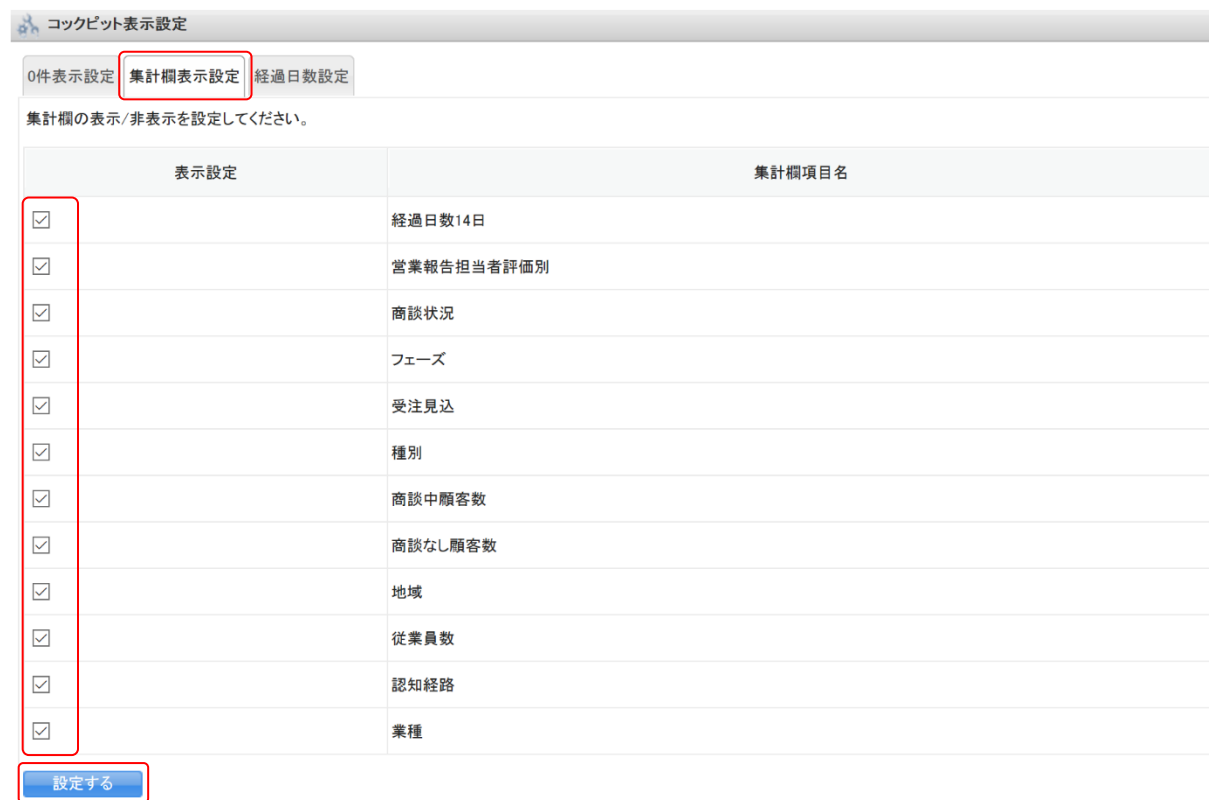 コックピット表示設定
0件表示設定 集計欄表示設定 経過日数設定
集計欄の表示/非表示を設定してください。
表示設定 集計欄項目名
経過日数14日
営業報告担当者評価別
商談状況
フェーズ
受注見込
種別
商談中顧客数
商談なし顧客数
地域
従業員数
認知経路
業種
設定する